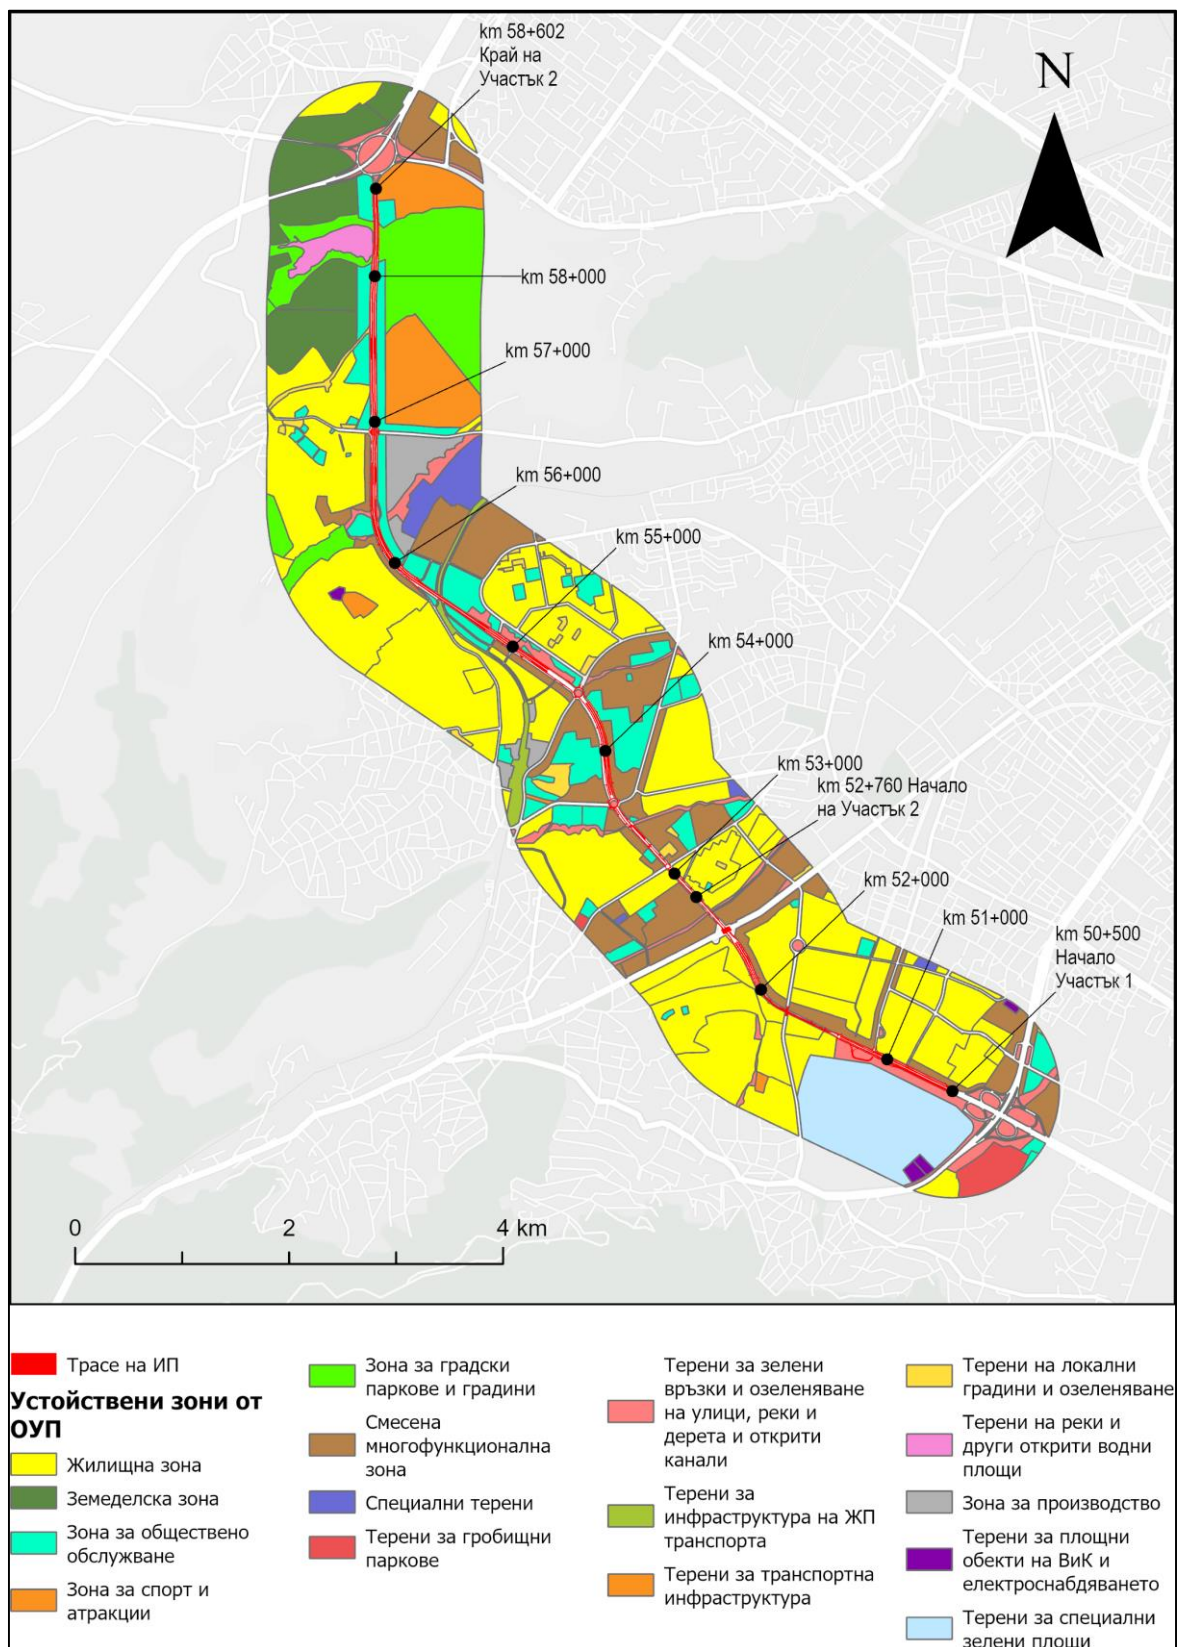 km 58+602
Край на
Участък 2
N
km 58+000
km 57+000
km 56+000
km 55+000
km 54+000
km 53+000
km 52+760 Начало
на Участък 2
km 52+000
km 51+000
km 50+500
Начало
Участък 1
0 2 4 km
Трасе на ИП
Устойствени зони от
ОУП
Жилищна зона
Земеделска зона
Зона за обществено
обслужване
Зона за спорт и
атракции
Зона за градски
паркове и градини
Смесена
многофункционална
зона
Специални терени
Терени за гробищни
паркове
Терени за зелени
връзки и озеленяване
на улици, реки и
дерета и открити
канали
Терени за
инфраструктура на ЖП
транспорта
Терени за транспортна
инфраструктура
Терени на локални
градини и озеленяване
Терени на реки и
други открити водни
площи
Зона за производство
Терени за площни
обекти на ВиК и
електроснабдяването
Терени за специални
зелени площи